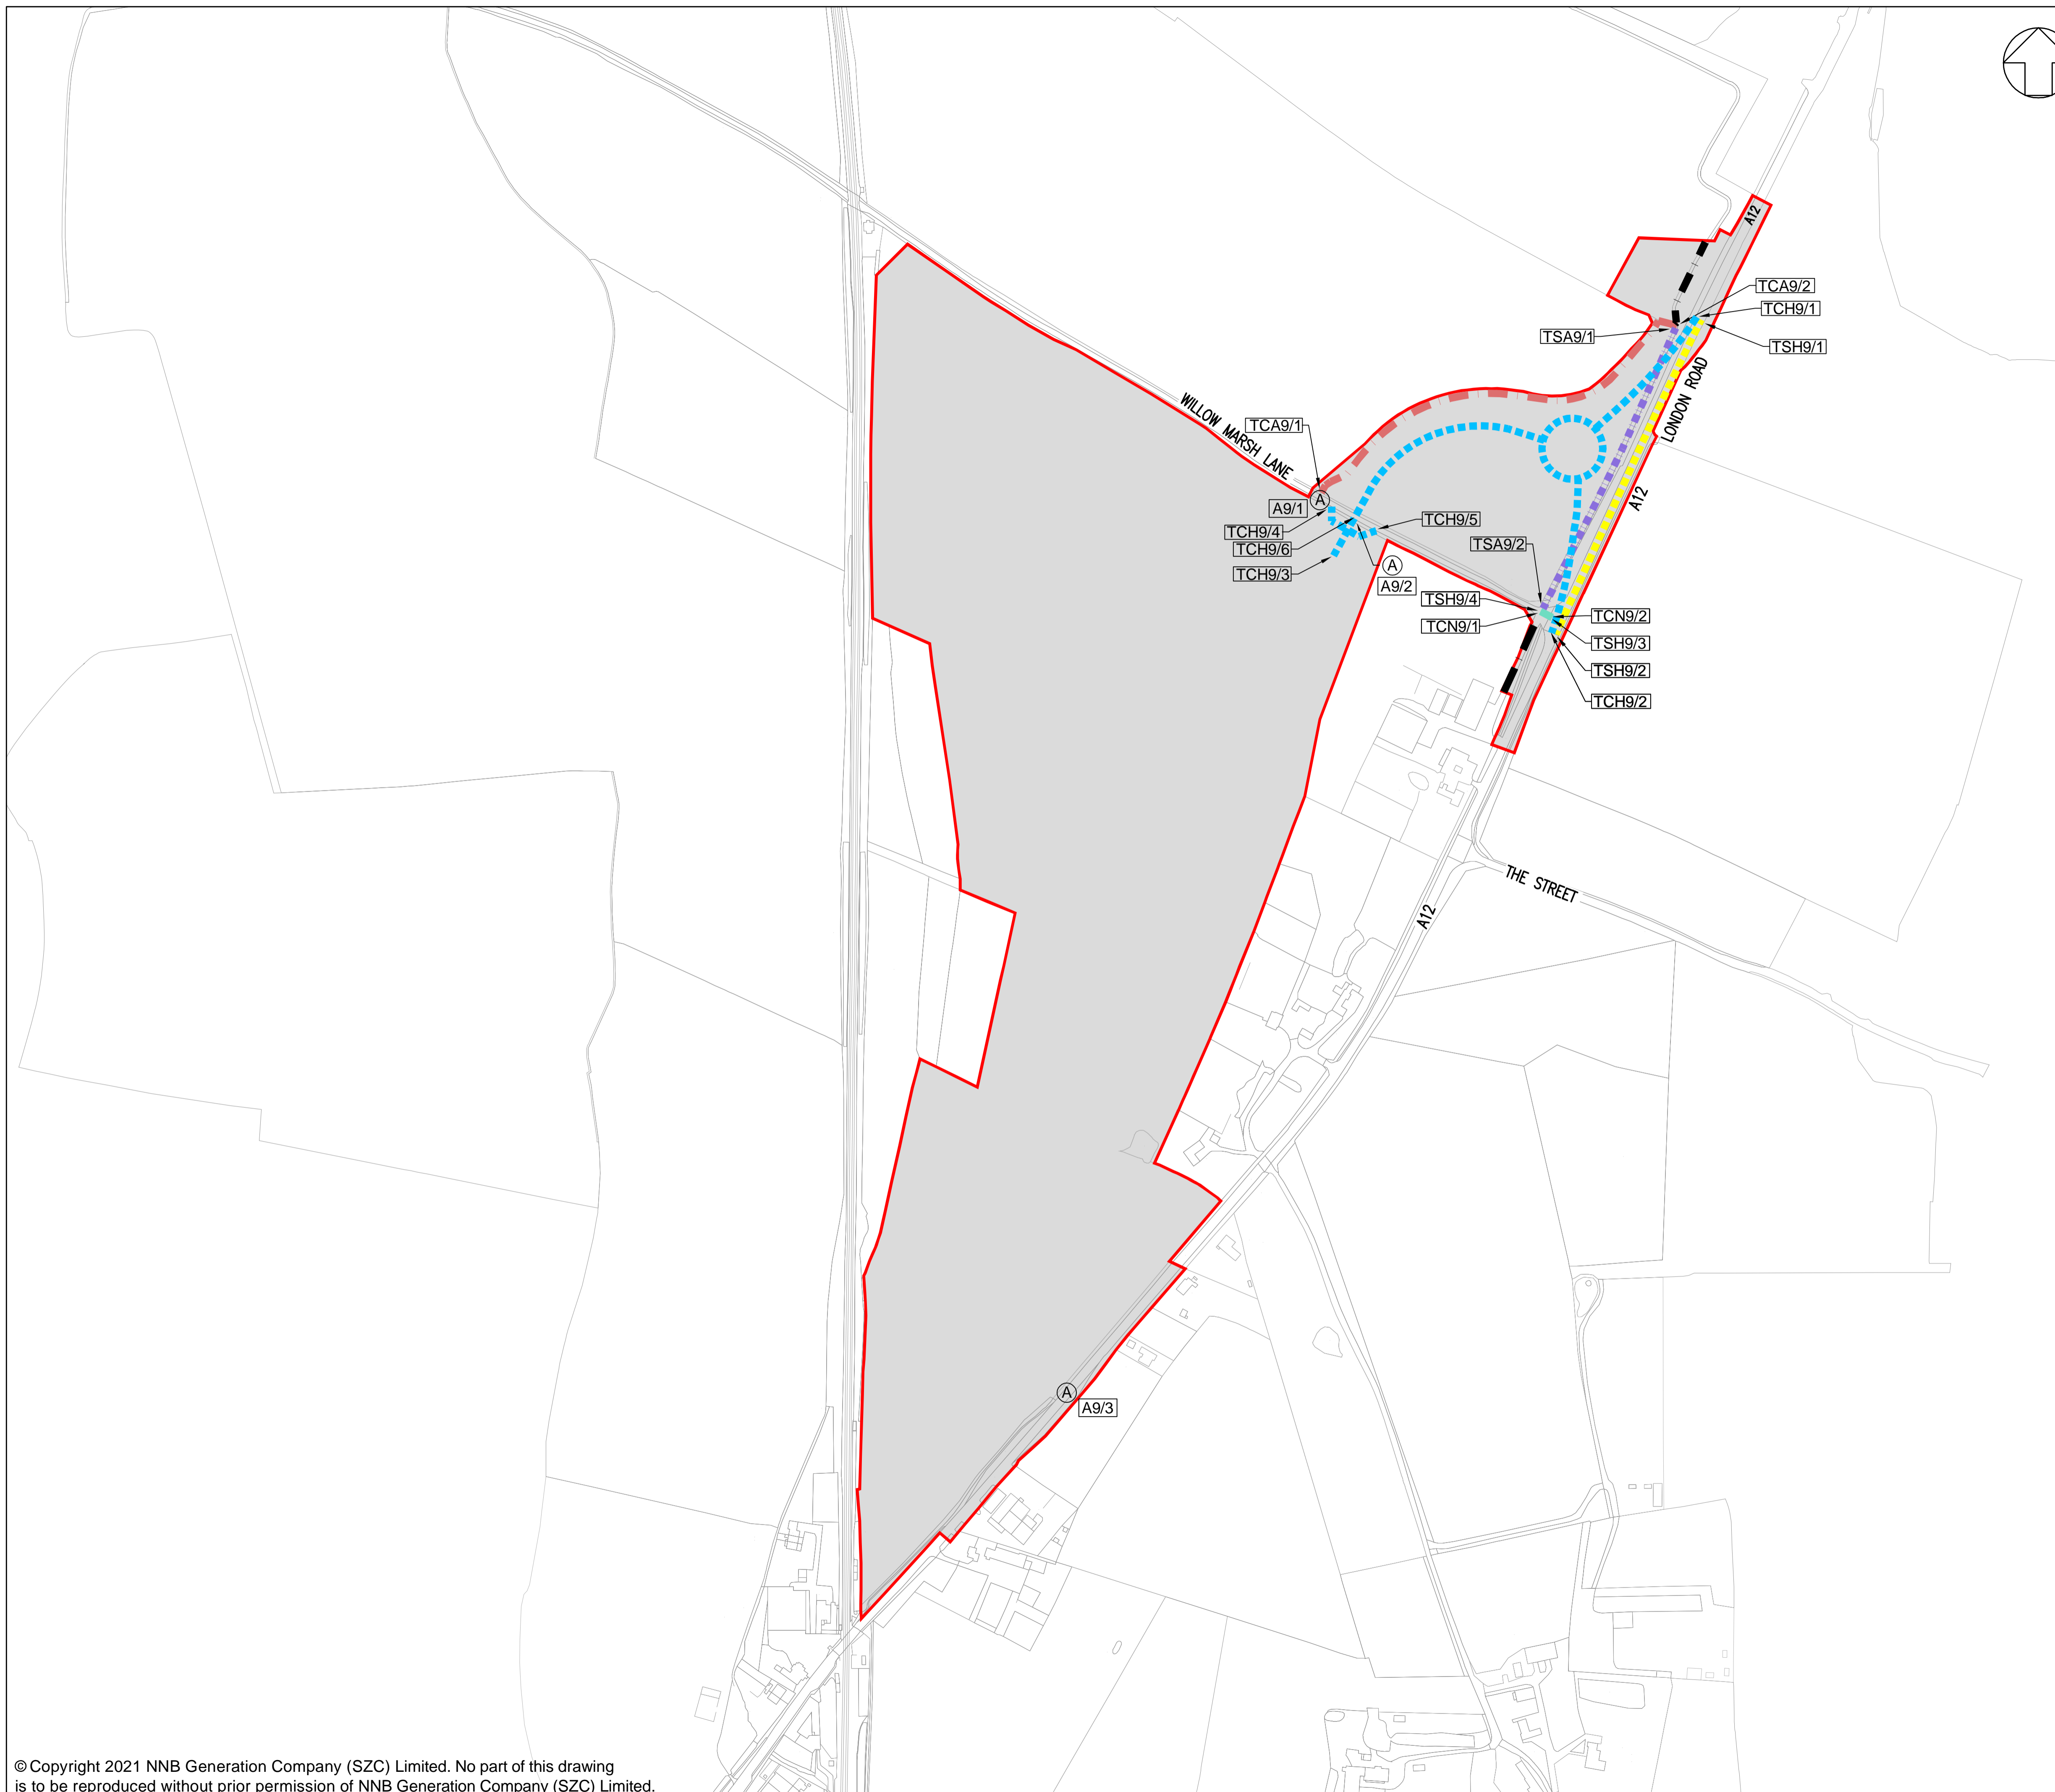 A12
TCA9/2
TCH9/1
TSA9/1
TSH9/1
LONDON ROAD
WILLOW MARSH LANE
TCA9/1
A
A9/1
A12
TCH9/4
TCH9/5
TCH9/6
TSA9/2
TCH9/3
A
A9/2
TSH9/4
TCN9/2
TCN9/1
TSH9/3
TSH9/2
TCH9/2
THE STREET
A12
A
A9/3
© Copyright 2021 NNB Generation Company (SZC) Limited. No part of this drawing
is to be reproduced without prior permission of NNB Generation Company (SZC) Limited.